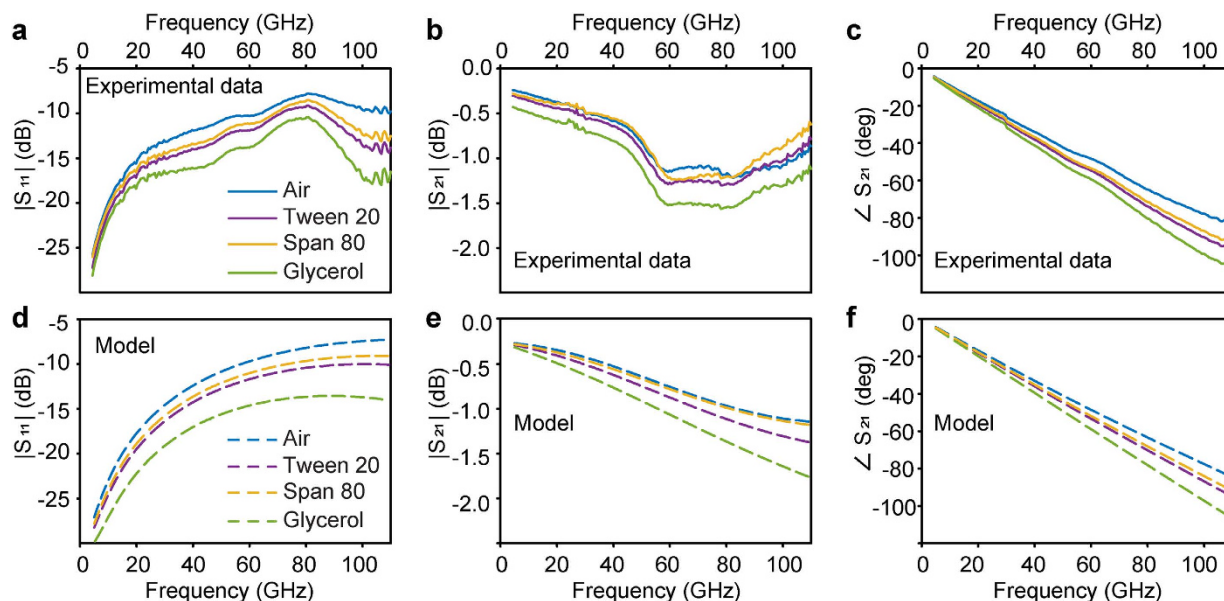 a
Frequency (GHz)
0 20 40 60 80 100
-5
-10
-15
-20
-25
|S₁₁| (dB)
Experimental data
Air
Tween 20
Span 80
Glycerol
b
Frequency (GHz)
0 20 40 60 80 100
0.0
-0.5
-1.0
-1.5
-2.0
|S₂₁| (dB)
Experimental data
c
Frequency (GHz)
0 20 40 60 80 100
0
-20
-40
-60
-80
-100
∠ S₂₁ (deg)
Experimental data
d
-5
-10
-15
-20
-25
|S₁₁| (dB)
Model
Air
Tween 20
Span 80
Glycerol
0 20 40 60 80 100
Frequency (GHz)
e
0.0
-0.5
-1.0
-1.5
-2.0
|S₂₁| (dB)
Model
0 20 40 60 80 100
Frequency (GHz)
f
0
-20
-40
-60
-80
-100
∠ S₂₁ (deg)
Model
0 20 40 60 80 100
Frequency (GHz)